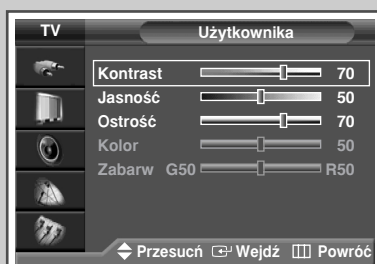 TV Użytkownika
Kontrast 70
Jasność 50
Ostrość 70
Kolor 50
Zabarw G50 R50
Przesuń Wejdź Powróć